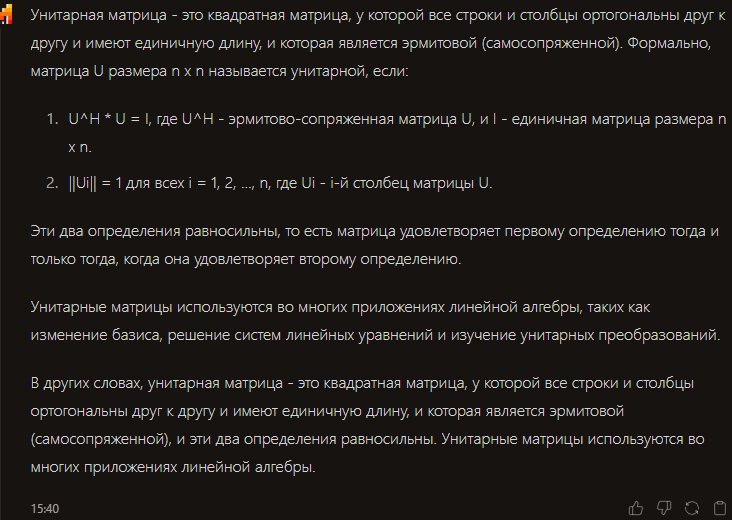 Унитарная матрица - это квадратная матрица, у которой все строки и столбцы ортогональны друг к
другу и имеют единичную длину, и которая является эрмитовой (самосопряженной). Формально,
матрица U размера n x n называется унитарной, если:
1. U^H * U = I, где U^H - эрмитово-сопряженная матрица U, и I - единичная матрица размера n
x n.
2. ||Ui|| = 1 для всех i = 1, 2, ..., n, где Ui - i-й столбец матрицы U.
Эти два определения равносильны, то есть матрица удовлетворяет первому определению тогда и
только тогда, когда она удовлетворяет второму определению.
Унитарные матрицы используются во многих приложениях линейной алгебры, таких как
изменение базиса, решение систем линейных уравнений и изучение унитарных преобразований.
В других словах, унитарная матрица - это квадратная матрица, у которой все строки и столбцы
ортогональны друг к другу и имеют единичную длину, и которая является эрмитовой
(самосопряженной), и эти два определения равносильны. Унитарные матрицы используются во
многих приложениях линейной алгебры.
15:40